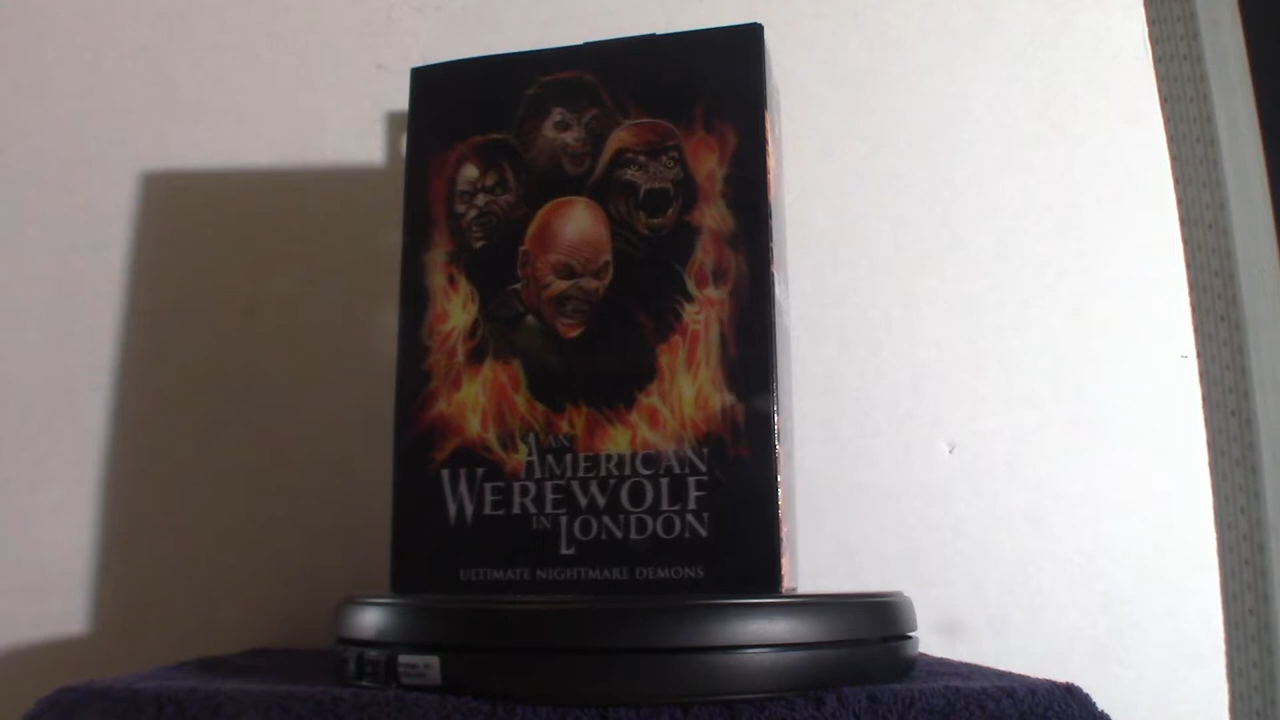 AN
AMERICAN
WEREWOLF
IN LONDON
ULTIMATE NIGHTMARE DEMONS